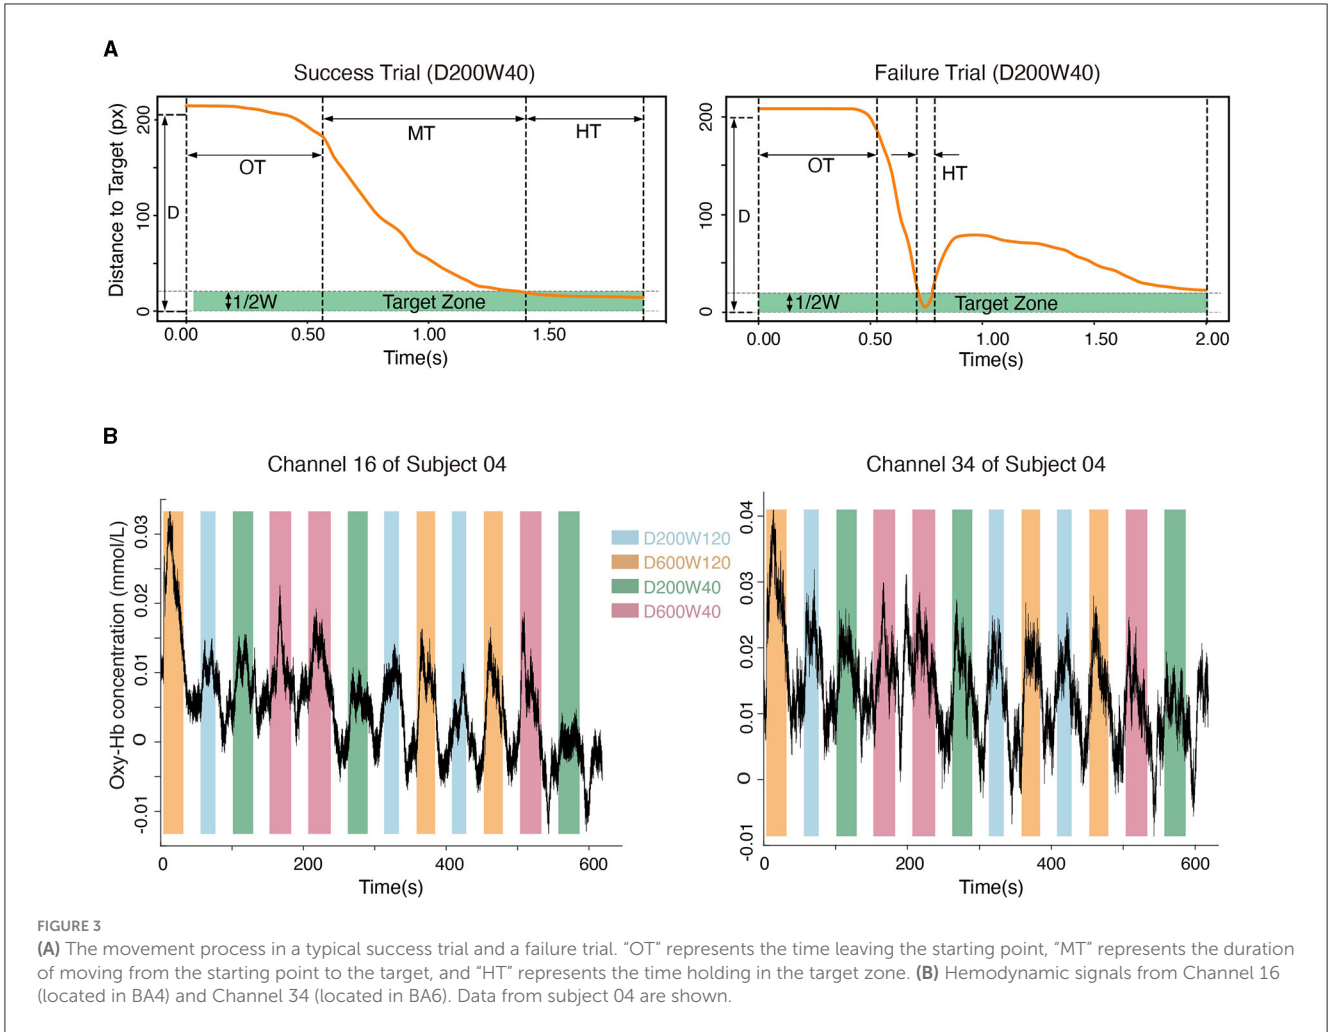 A
Success Trial (D200W40)
Failure Trial (D200W40)
Distance to Target (px)
200
100
0
MT
HT
OT
D
1/2W
Target Zone
0.00
0.50
1.00
1.50
Time(s)
200
100
0
OT
HT
D
1/2W
Target Zone
0.00
0.50
1.00
1.50
2.00
Time(s)
B
Channel 16 of Subject 04
Channel 34 of Subject 04
Oxy-Hb concentration (mmol/L)
0.03
0.02
0.01
0
-0.01
0
200
400
600
Time(s)
D200W120
D600W120
D200W40
D600W40
0.04
0.03
0.02
0.01
0
-0.01
0
200
400
600
Time(s)
FIGURE 3
(A) The movement process in a typical success trial and a failure trial. “OT” represents the time leaving the starting point, “MT” represents the duration
of moving from the starting point to the target, and “HT” represents the time holding in the target zone. (B) Hemodynamic signals from Channel 16
(located in BA4) and Channel 34 (located in BA6). Data from subject 04 are shown.